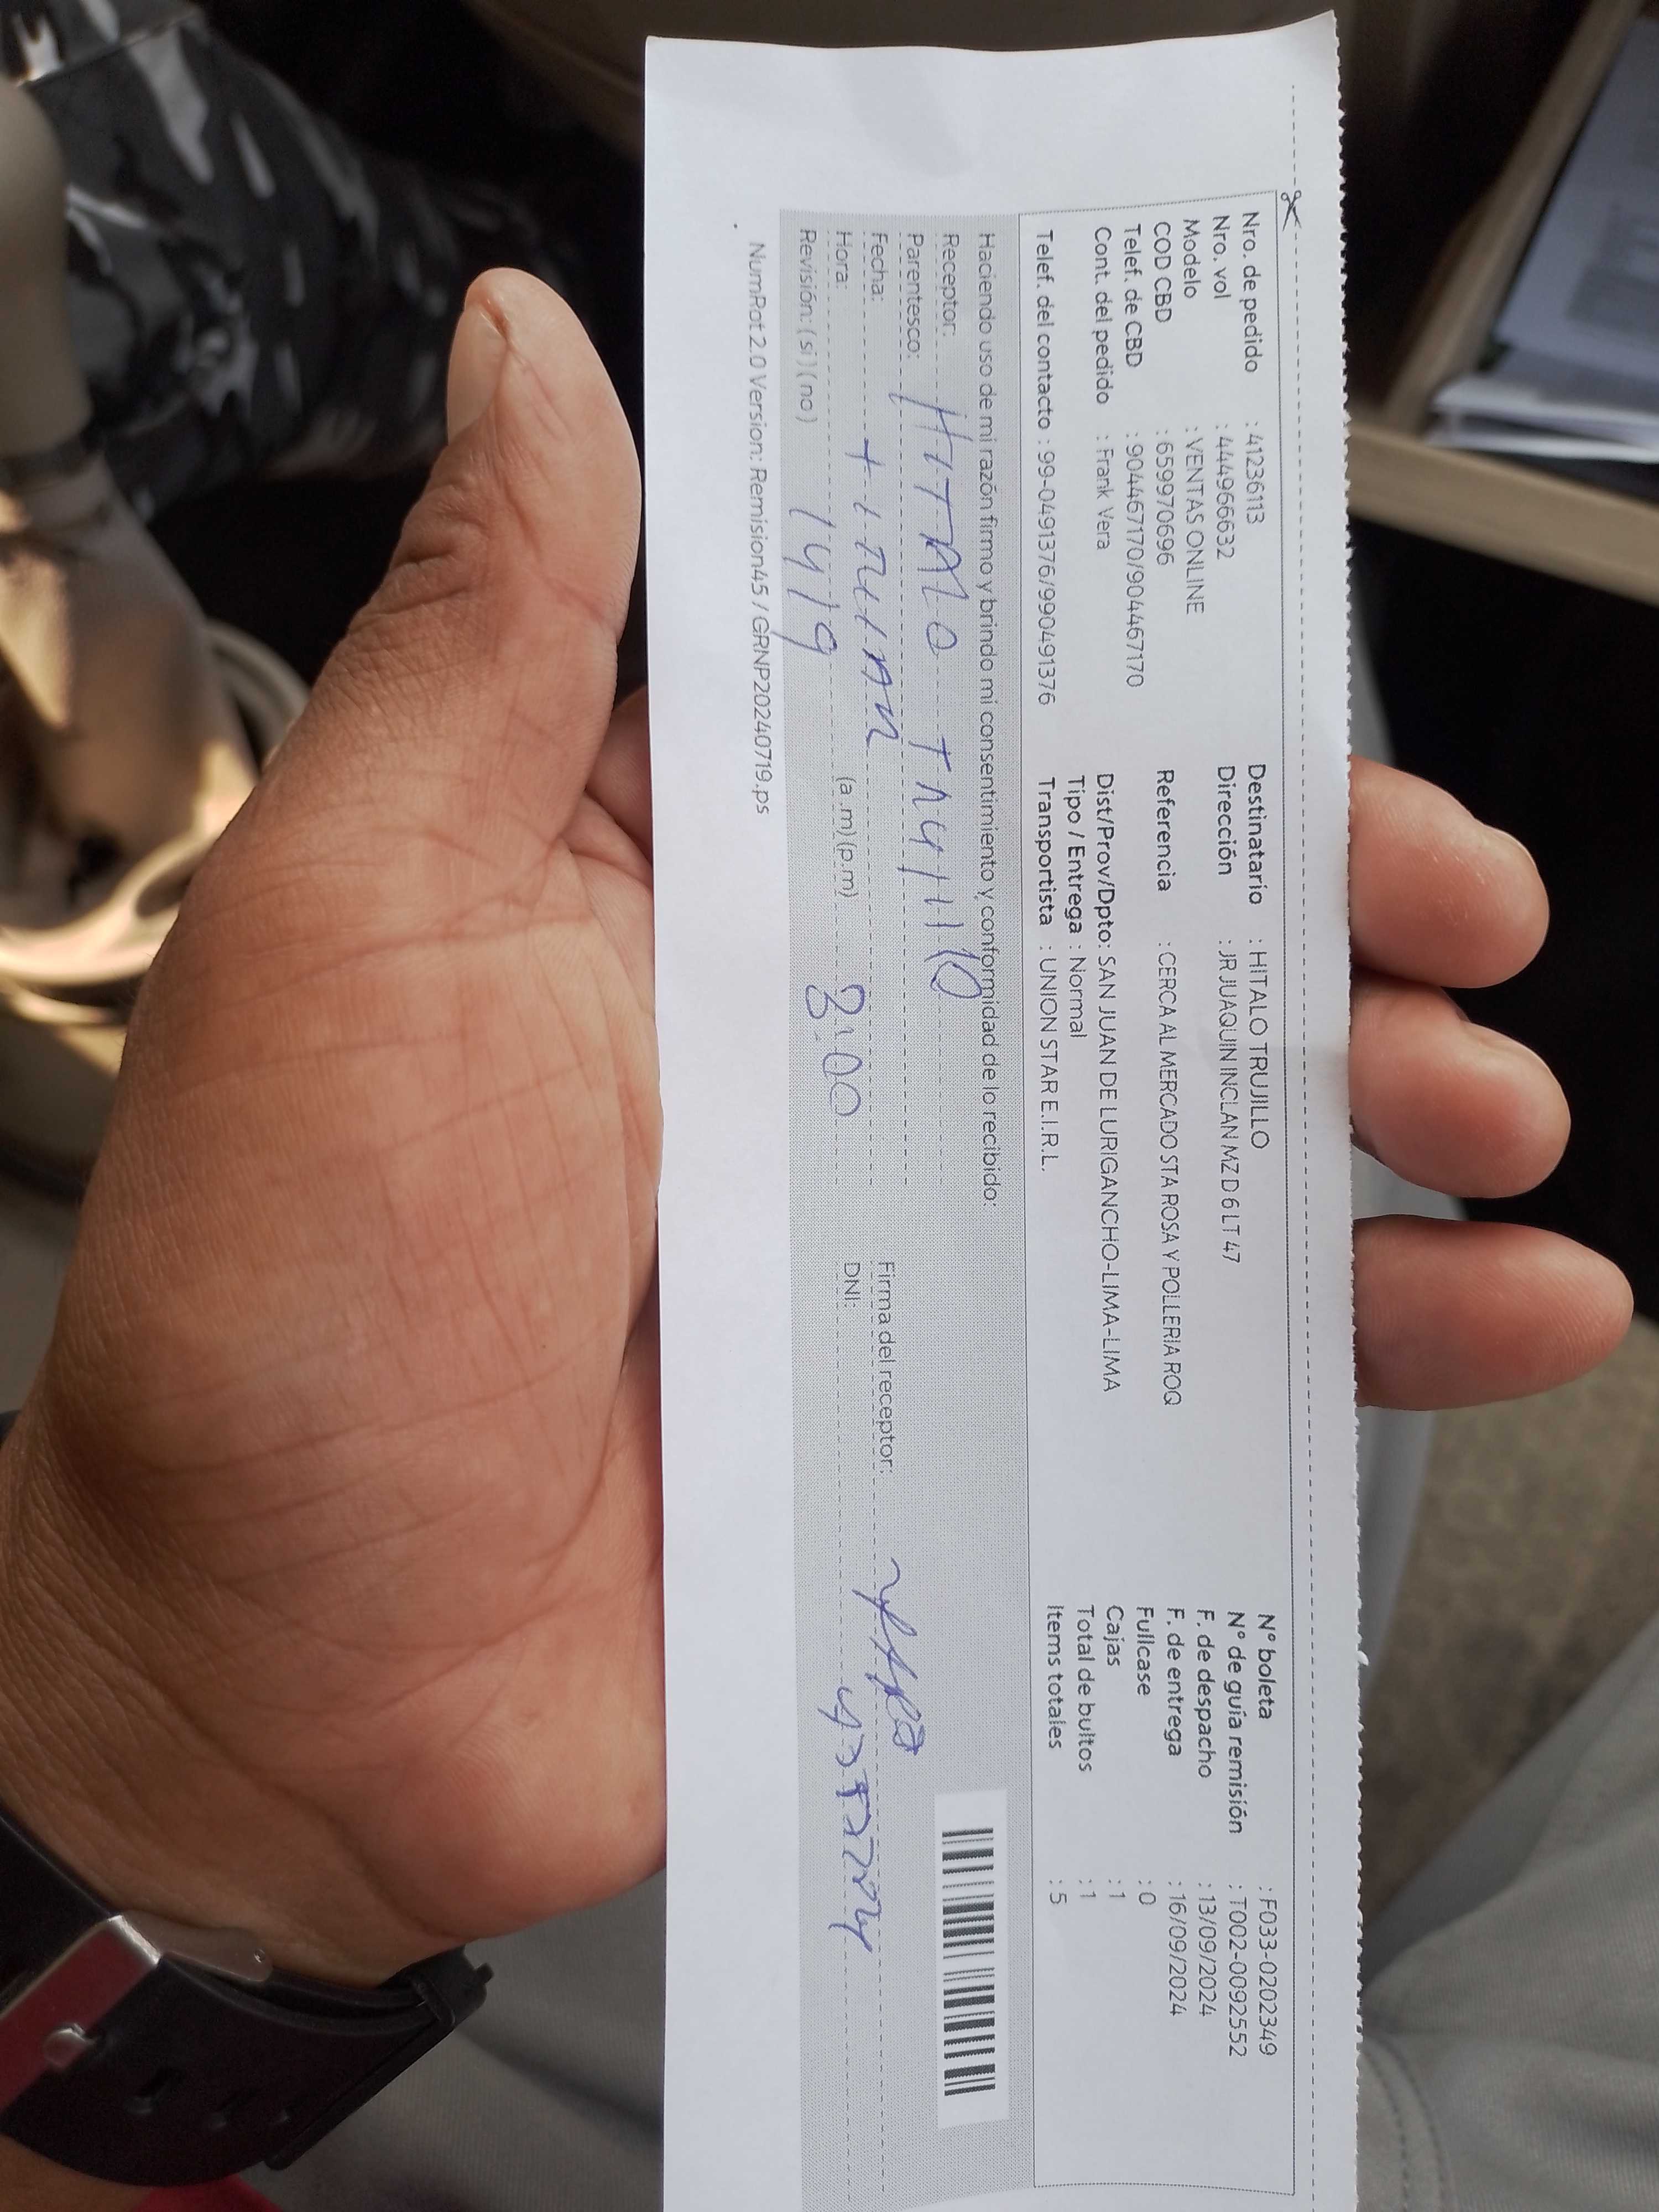 Nro. de pedido : 41236113
Nro. vol : 444966632
Modelo : VENTAS ONLINE
COD CBD : 659970696
Telef. de CBD : 904467170/904467170
Cont. del pedido : Frank Vera
Telef. del contacto : 99-0491376/990491376
Destinatario : HITALO TRUJILLO
Dirección : JR JUAQUIN INCLAN MZ D 6 LT 47
Referencia : CERCA AL MERCADO STA ROSA Y POLLERIA ROQ
Dist/Prov/Dpto: SAN JUAN DE LURIGANCHO-LIMA-LIMA
Tipo / Entrega : Normal
Transportista : UNION STAR E.I.R.L.
N° boleta : F033-0202349
N° de guía remisión : T002-0092552
F. de despacho : 13/09/2024
F. de entrega : 16/09/2024
Fullcase : 0
Cajas : 1
Total de bultos : 1
Items totales : 5
Haciendo uso de mi razón firmo y brindo mi consentimiento y conformidad de lo recibido:
Receptor: HITALO
Parentesco:
Fecha: 14/9
Hora: (a.m)(p.m) 8:00
Revisión: ( si ) ( no )
Firma del receptor:
DNI:
NumRot 2.0 Version: Remision45 / GRNP20240719.ps